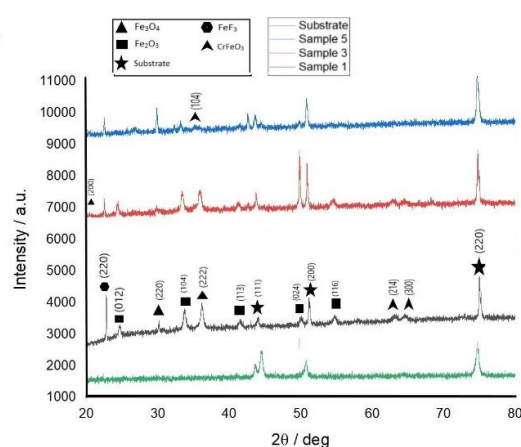 Fe₃O₄
FeF₃
Fe₂O₃
CrFeO₃
Substrate
Substrate
Sample 5
Sample 3
Sample 1
11000
10000
9000
8000
7000
6000
5000
4000
3000
2000
1000
Intensity / a.u.
(104)
(200)
(220)
(012)
(220)
(104)
(222)
(113)
(111)
(024)
(200)
(116)
(214)
(300)
(220)
20 30 40 50 60 70 80
2θ / deg